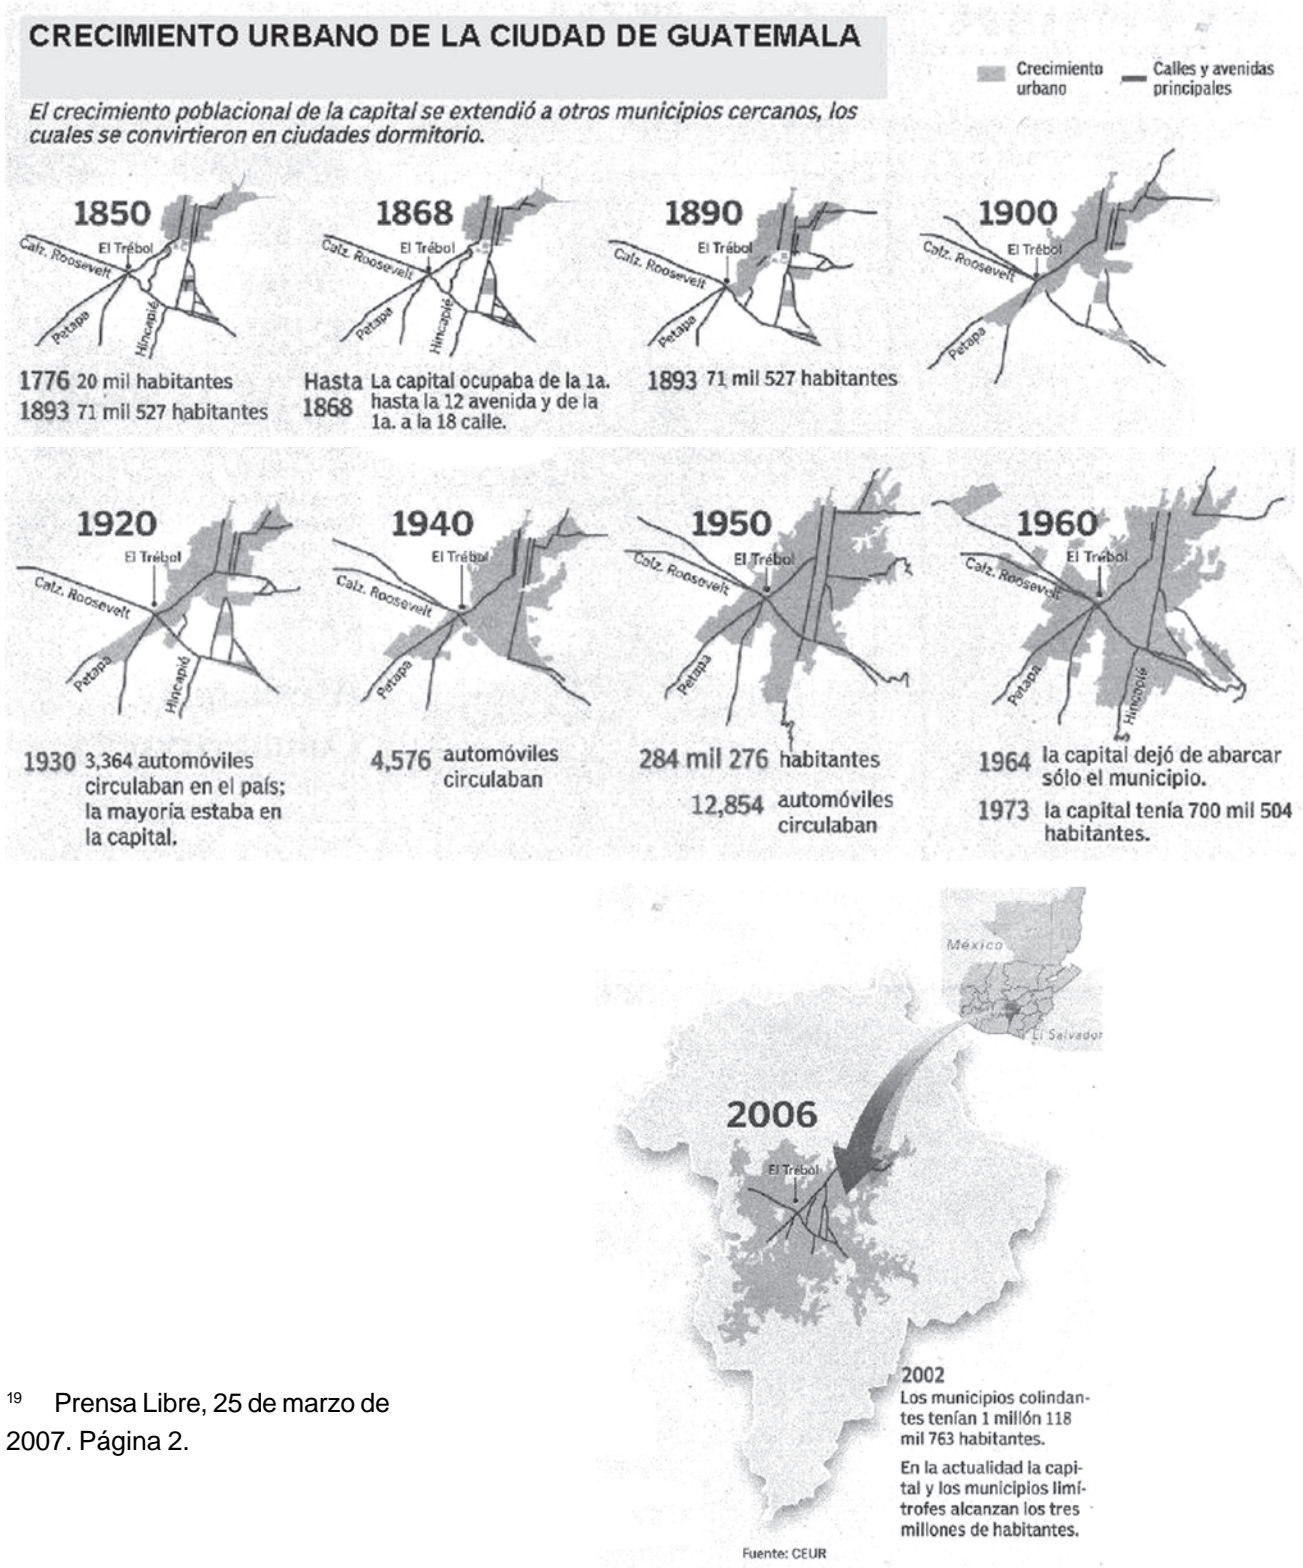 CRECIMIENTO URBANO DE LA CIUDAD DE GUATEMALA
Crecimiento
urbano
Calles y avenidas
principales
El crecimiento poblacional de la capital se extendió a otros municipios cercanos, los
cuales se convirtieron en ciudades dormitorio.
1850
El Trébol
Calz. Roosevelt
Petapa
Hincapié
1776 20 mil habitantes
1893 71 mil 527 habitantes
1868
El Trébol
Calz. Roosevelt
Petapa
Hincapié
Hasta 1868
La capital ocupaba de la 1a.
hasta la 12 avenida y de la
1a. a la 18 calle.
1890
El Trébol
Calz. Roosevelt
Petapa
1893 71 mil 527 habitantes
1900
El Trébol
Calz. Roosevelt
Petapa
1920
El Trébol
Calz. Roosevelt
Petapa
Hincapié
1930 3,364 automóviles
circulaban en el país;
la mayoría estaba en
la capital.
1940
El Trébol
Calz. Roosevelt
Petapa
4,576 automóviles
circulaban
1950
El Trébol
Calz. Roosevelt
Petapa
284 mil 276 habitantes
12,854 automóviles
circulaban
1960
El Trébol
Calz. Roosevelt
Petapa
Hincapié
1964 la capital dejó de abarcar
sólo el municipio.
1973 la capital tenía 700 mil 504
habitantes.
México
El Salvador
2006
El Trébol
2002
Los municipios colindan-
tes tenían 1 millón 118
mil 763 habitantes.
En la actualidad la capi-
tal y los municipios limí-
trofes alcanzan los tres
millones de habitantes.
Fuente: CEUR
19 Prensa Libre, 25 de marzo de
2007. Página 2.